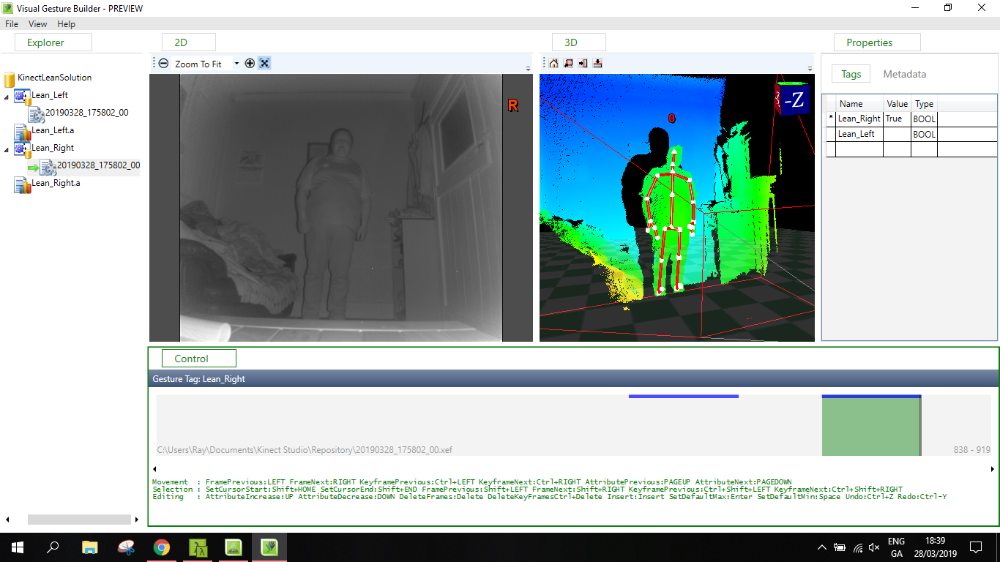 Visual Gesture Builder - PREVIEW
File View Help
Explorer
2D
3D
Properties
Zoom To Fit
KinectLeanSolution
Lean_Left
20190328_175802_00
Lean_Left.a
Lean_Right
20190328_175802_00
Lean_Right.a
R
0
-Z
Tags Metadata
Name Value Type
* Lean_Right True BOOL
Lean_Left BOOL
Control
Gesture Tag: Lean_Right
C:\Users\Ray\Documents\Kinect Studio\Repository\20190328_175802_00.xef
838 - 919
Movement : FramePrevious:LEFT FrameNext:RIGHT KeyframePrevious:Ctrl+LEFT KeyframeNext:Ctrl+RIGHT AttributePrevious:PAGEUP AttributeNext:PAGEDOWN
Selection : SetCursorStart:Shift+HOME SetCursorEnd:Shift+END FramePrevious:Shift+LEFT FrameNext:Shift+RIGHT KeyframePrevious:Ctrl+Shift+LEFT KeyframeNext:Ctrl+Shift+RIGHT
Editing : AttributeIncrease:UP AttributeDecrease:DOWN DeleteFrames:Delete DeleteKeyFramesCtrl+Delete Insert:Insert SetDefaultMax:Enter SetDefaultMin:Space Undo:Ctrl+Z Redo:Ctrl-Y
ENG
GA
18:39
28/03/2019